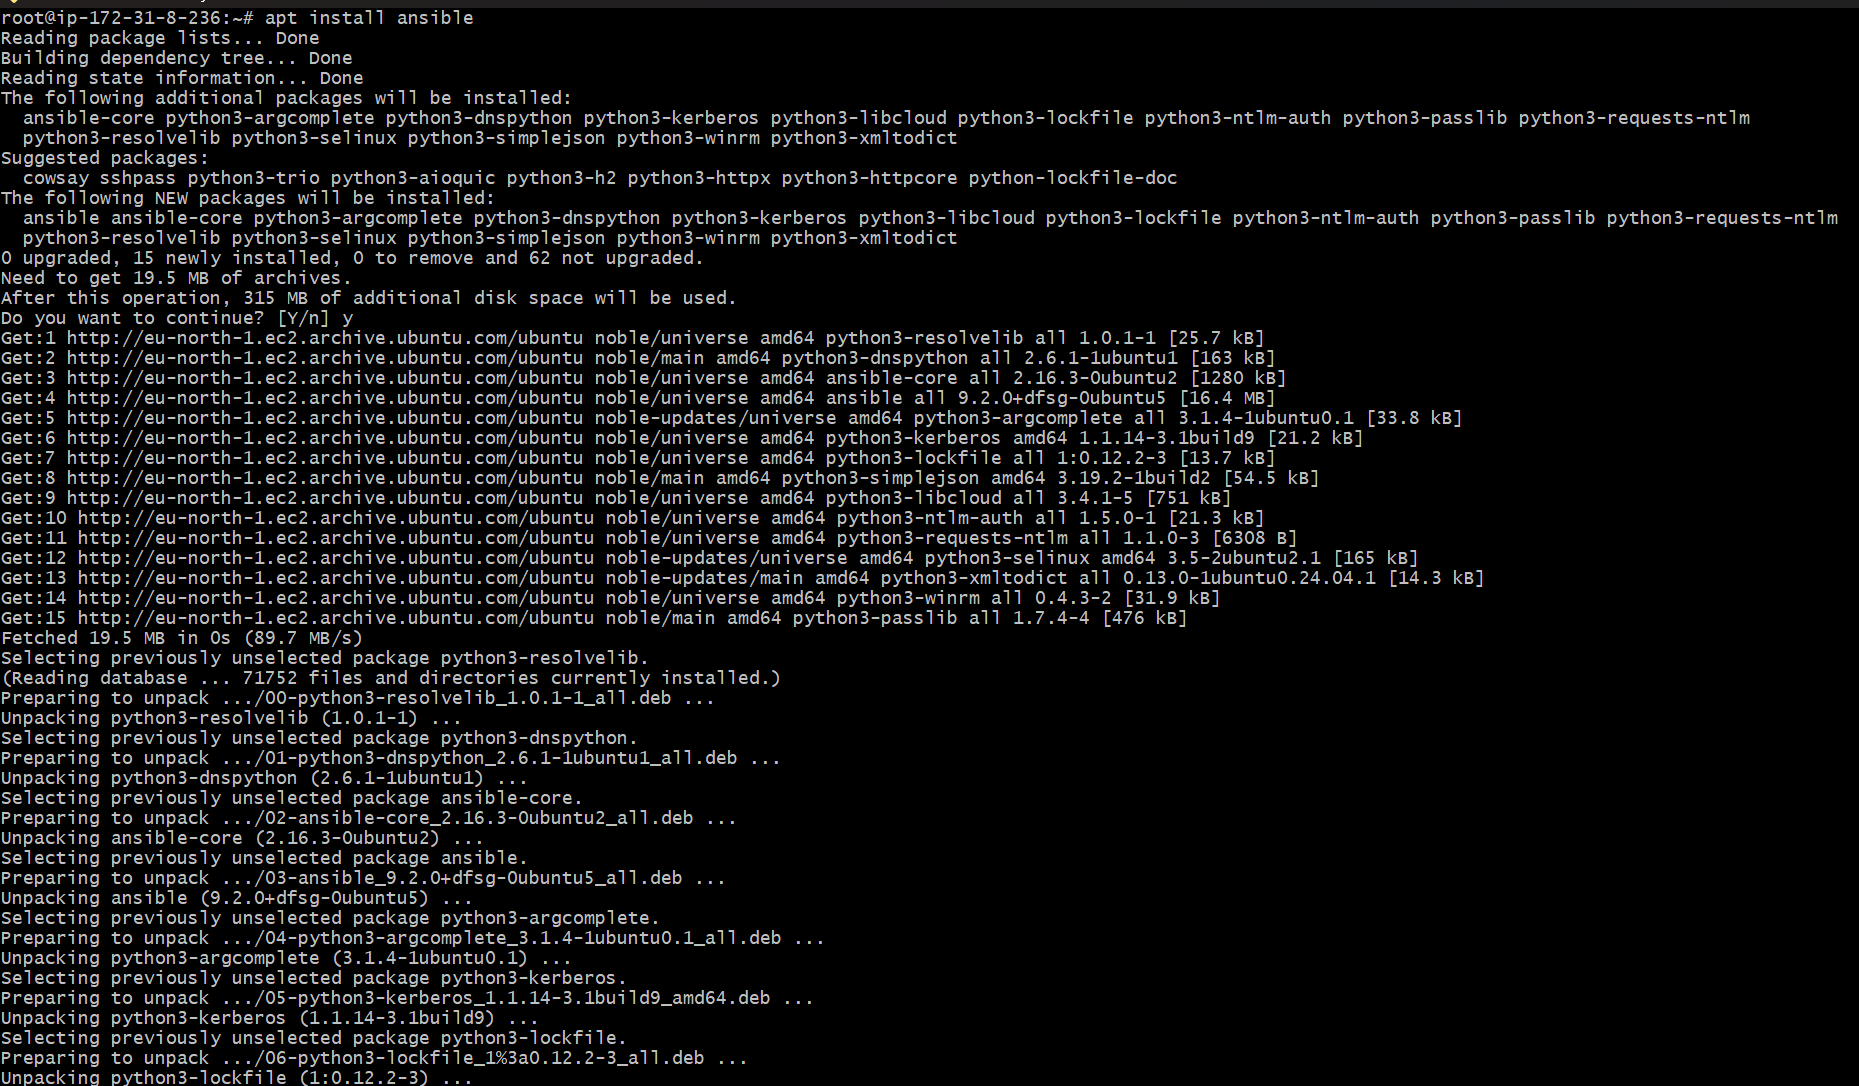 root@ip-172-31-8-236:~# apt install ansible
Reading package lists... Done
Building dependency tree... Done
Reading state information... Done
The following additional packages will be installed:
  ansible-core python3-argcomplete python3-dnspython python3-kerberos python3-libcloud python3-lockfile python3-ntlm-auth python3-passlib python3-requests-ntlm
  python3-resolvelib python3-selinux python3-simplejson python3-winrm python3-xmltodict
Suggested packages:
  cowsay sshpass python3-trio python3-aioquic python3-h2 python3-httpx python3-httpcore python-lockfile-doc
The following NEW packages will be installed:
  ansible ansible-core python3-argcomplete python3-dnspython python3-kerberos python3-libcloud python3-lockfile python3-ntlm-auth python3-passlib python3-requests-ntlm
  python3-resolvelib python3-selinux python3-simplejson python3-winrm python3-xmltodict
0 upgraded, 15 newly installed, 0 to remove and 62 not upgraded.
Need to get 19.5 MB of archives.
After this operation, 315 MB of additional disk space will be used.
Do you want to continue? [Y/n] y
Get:1 http://eu-north-1.ec2.archive.ubuntu.com/ubuntu noble/universe amd64 python3-resolvelib all 1.0.1-1 [25.7 kB]
Get:2 http://eu-north-1.ec2.archive.ubuntu.com/ubuntu noble/main amd64 python3-dnspython all 2.6.1-1ubuntu1 [163 kB]
Get:3 http://eu-north-1.ec2.archive.ubuntu.com/ubuntu noble/universe amd64 ansible-core all 2.16.3-0ubuntu2 [1280 kB]
Get:4 http://eu-north-1.ec2.archive.ubuntu.com/ubuntu noble/universe amd64 ansible all 9.2.0+dfsg-0ubuntu5 [16.4 MB]
Get:5 http://eu-north-1.ec2.archive.ubuntu.com/ubuntu noble-updates/universe amd64 python3-argcomplete all 3.1.4-1ubuntu0.1 [33.8 kB]
Get:6 http://eu-north-1.ec2.archive.ubuntu.com/ubuntu noble/universe amd64 python3-kerberos amd64 1.1.14-3.1build9 [21.2 kB]
Get:7 http://eu-north-1.ec2.archive.ubuntu.com/ubuntu noble/universe amd64 python3-lockfile all 1:0.12.2-3 [13.7 kB]
Get:8 http://eu-north-1.ec2.archive.ubuntu.com/ubuntu noble/main amd64 python3-simplejson amd64 3.19.2-1build2 [54.5 kB]
Get:9 http://eu-north-1.ec2.archive.ubuntu.com/ubuntu noble/universe amd64 python3-libcloud all 3.4.1-5 [751 kB]
Get:10 http://eu-north-1.ec2.archive.ubuntu.com/ubuntu noble/universe amd64 python3-ntlm-auth all 1.5.0-1 [21.3 kB]
Get:11 http://eu-north-1.ec2.archive.ubuntu.com/ubuntu noble/universe amd64 python3-requests-ntlm all 1.1.0-3 [6308 B]
Get:12 http://eu-north-1.ec2.archive.ubuntu.com/ubuntu noble-updates/universe amd64 python3-selinux amd64 3.5-2ubuntu2.1 [165 kB]
Get:13 http://eu-north-1.ec2.archive.ubuntu.com/ubuntu noble-updates/main amd64 python3-xmltodict all 0.13.0-1ubuntu0.24.04.1 [14.3 kB]
Get:14 http://eu-north-1.ec2.archive.ubuntu.com/ubuntu noble/universe amd64 python3-winrm all 0.4.3-2 [31.9 kB]
Get:15 http://eu-north-1.ec2.archive.ubuntu.com/ubuntu noble/main amd64 python3-passlib all 1.7.4-4 [476 kB]
Fetched 19.5 MB in 0s (89.7 MB/s)
Selecting previously unselected package python3-resolvelib.
(Reading database ... 71752 files and directories currently installed.)
Preparing to unpack .../00-python3-resolvelib_1.0.1-1_all.deb ...
Unpacking python3-resolvelib (1.0.1-1) ...
Selecting previously unselected package python3-dnspython.
Preparing to unpack .../01-python3-dnspython_2.6.1-1ubuntu1_all.deb ...
Unpacking python3-dnspython (2.6.1-1ubuntu1) ...
Selecting previously unselected package ansible-core.
Preparing to unpack .../02-ansible-core_2.16.3-0ubuntu2_all.deb ...
Unpacking ansible-core (2.16.3-0ubuntu2) ...
Selecting previously unselected package ansible.
Preparing to unpack .../03-ansible_9.2.0+dfsg-0ubuntu5_all.deb ...
Unpacking ansible (9.2.0+dfsg-0ubuntu5) ...
Selecting previously unselected package python3-argcomplete.
Preparing to unpack .../04-python3-argcomplete_3.1.4-1ubuntu0.1_all.deb ...
Unpacking python3-argcomplete (3.1.4-1ubuntu0.1) ...
Selecting previously unselected package python3-kerberos.
Preparing to unpack .../05-python3-kerberos_1.1.14-3.1build9_amd64.deb ...
Unpacking python3-kerberos (1.1.14-3.1build9) ...
Selecting previously unselected package python3-lockfile.
Preparing to unpack .../06-python3-lockfile_1%3a0.12.2-3_all.deb ...
Unpacking python3-lockfile (1:0.12.2-3) ...